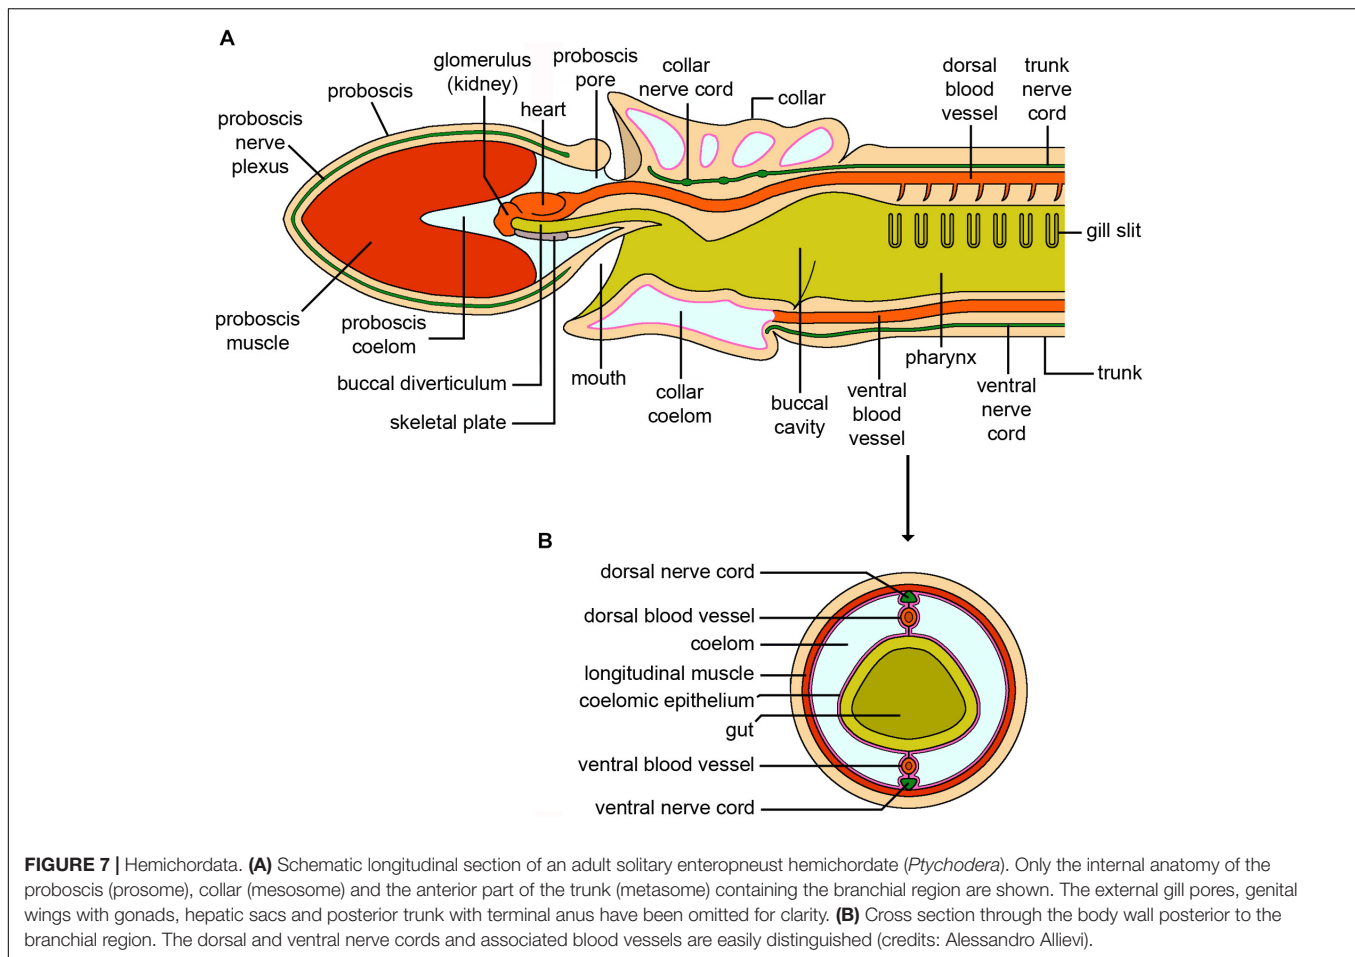 A
proboscis
nerve
plexus
proboscis
glomerulus
(kidney)
heart
proboscis
pore
collar
nerve cord
collar
dorsal
blood
vessel
trunk
nerve
cord
gill slit
proboscis
muscle
proboscis
coelom
buccal diverticulum
skeletal plate
mouth
collar
coelom
buccal
cavity
ventral
blood
vessel
pharynx
ventral
nerve
cord
trunk
B
dorsal nerve cord
dorsal blood vessel
coelom
longitudinal muscle
coelomic epithelium
gut
ventral blood vessel
ventral nerve cord
FIGURE 7 | Hemichordata. (A) Schematic longitudinal section of an adult solitary enteropneust hemichordate (Ptychodera). Only the internal anatomy of the
proboscis (prosome), collar (mesosome) and the anterior part of the trunk (metasome) containing the branchial region are shown. The external gill pores, genital
wings with gonads, hepatic sacs and posterior trunk with terminal anus have been omitted for clarity. (B) Cross section through the body wall posterior to the
branchial region. The dorsal and ventral nerve cords and associated blood vessels are easily distinguished (credits: Alessandro Allievi).